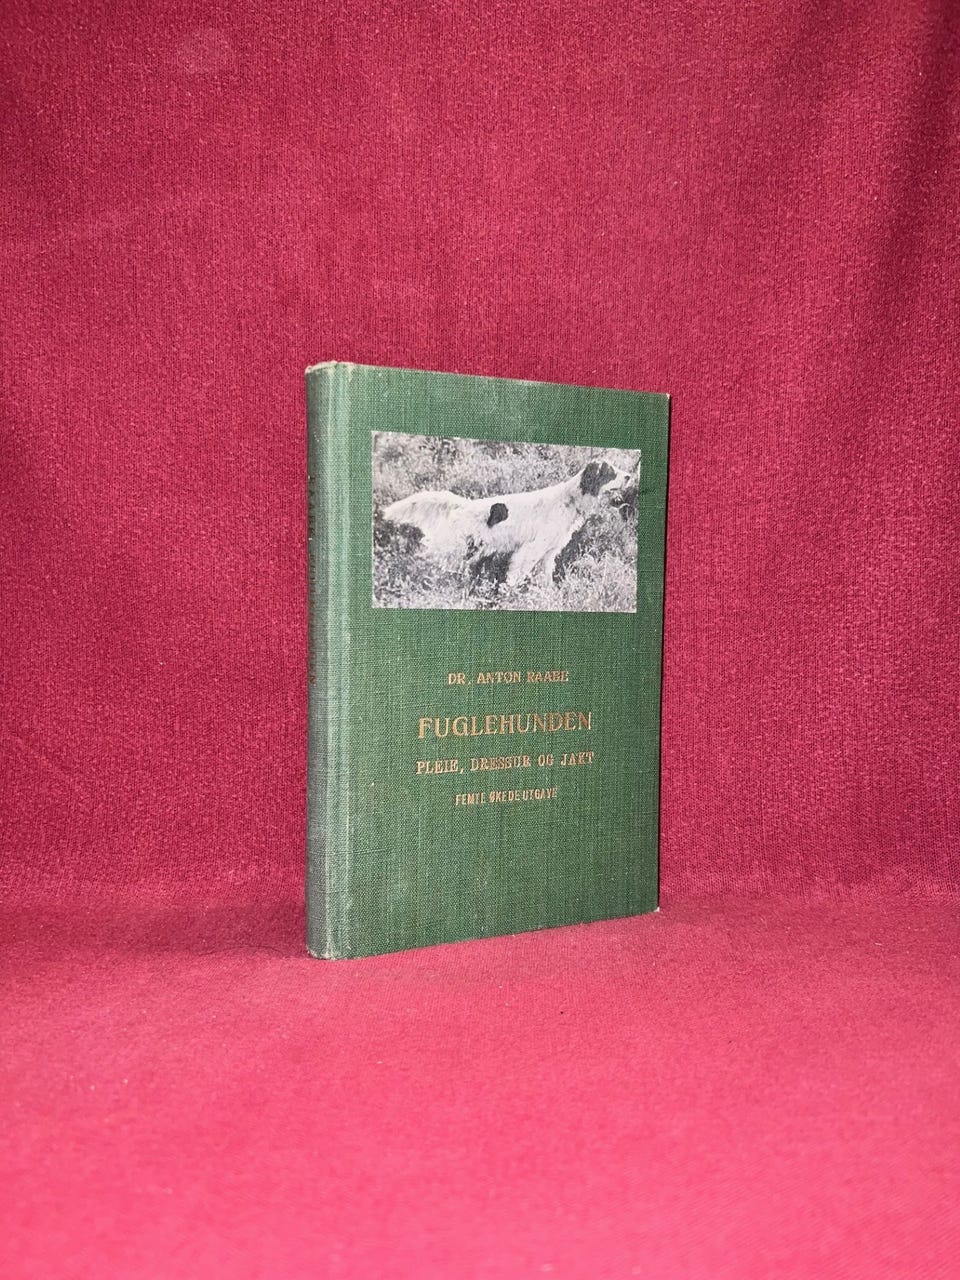 DR. ANTON RAABE
FUGLEHUNDEN
PLEIE, DRESSUR OG JAKT
FEMTE ØKEDE UTGAVE